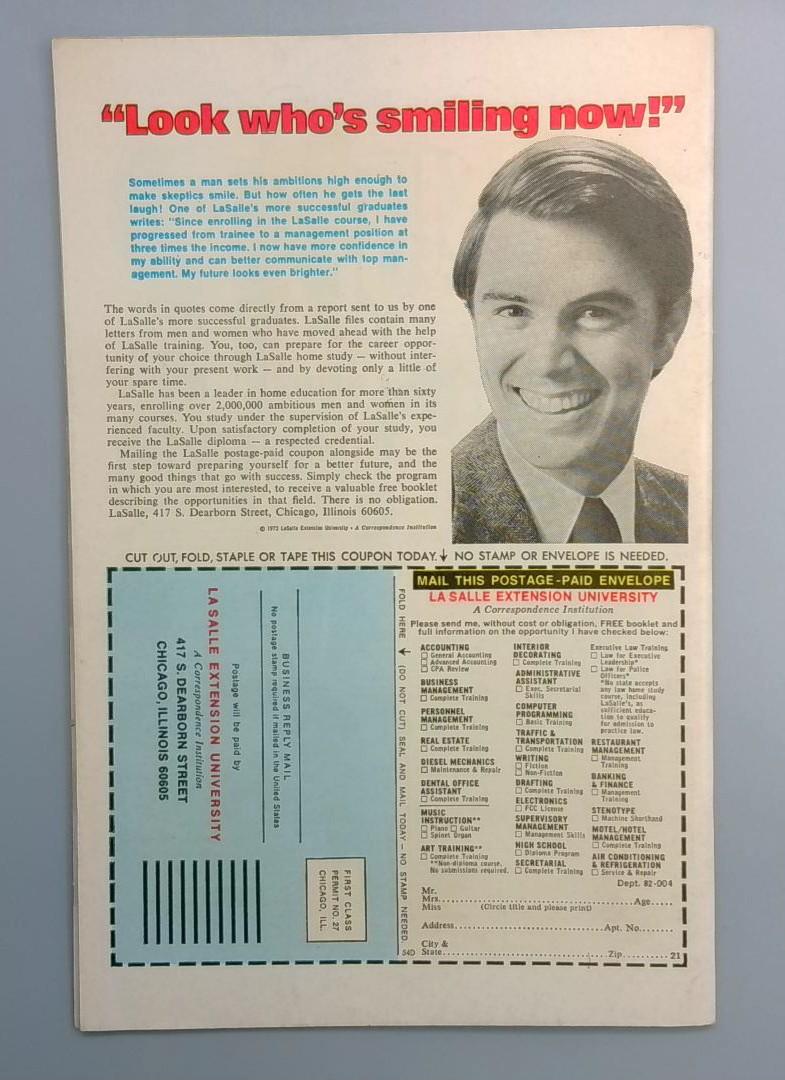 “Look who’s smiling now!”
Sometimes a man sets his ambitions high enough to
make skeptics smile. But how often he gets the last
laugh! One of LaSalle's more successful graduates
writes: "Since enrolling in the LaSalle course, I have
progressed from trainee to a management position at
three times the income. I now have more confidence in
my ability and can better communicate with top man-
agement. My future looks even brighter."
The words in quotes come directly from a report sent to us by one
of LaSalle's more successful graduates. LaSalle files contain many
letters from men and women who have moved ahead with the help
of LaSalle training. You, too, can prepare for the career oppor-
tunity of your choice through LaSalle home study — without inter-
fering with your present work — and by devoting only a little of
your spare time.
LaSalle has been a leader in home education for more than sixty
years, enrolling over 2,000,000 ambitious men and women in its
many courses. You study under the supervision of LaSalle's expe-
rienced faculty. Upon satisfactory completion of your study, you
receive the LaSalle diploma — a respected credential.
Mailing the LaSalle postage-paid coupon alongside may be the
first step toward preparing yourself for a better future, and the
many good things that go with success. Simply check the program
in which you are most interested, to receive a valuable free booklet
describing the opportunities in that field. There is no obligation.
LaSalle, 417 S. Dearborn Street, Chicago, Illinois 60605.
© 1973 LaSalle Extension University • A Correspondence Institution
CUT OUT, FOLD, STAPLE OR TAPE THIS COUPON TODAY. ↓ NO STAMP OR ENVELOPE IS NEEDED.
FIRST CLASS
PERMIT NO. 27
CHICAGO, ILL.
BUSINESS REPLY MAIL
No postage stamp required if mailed in the United States
Postage will be paid by
LA SALLE EXTENSION UNIVERSITY
A Correspondence Institution
417 S. DEARBORN STREET
CHICAGO, ILLINOIS 60605
FOLD HERE → (DO NOT CUT) SEAL AND MAIL TODAY — NO STAMP NEEDED.
MAIL THIS POSTAGE-PAID ENVELOPE
LA SALLE EXTENSION UNIVERSITY
A Correspondence Institution
Please send me, without cost or obligation, FREE booklet and
full information on the opportunity I have checked below:
ACCOUNTING
☐ General Accounting
☐ Advanced Accounting
☐ CPA Review
BUSINESS
MANAGEMENT
☐ Complete Training
PERSONNEL
MANAGEMENT
☐ Complete Training
REAL ESTATE
☐ Complete Training
DIESEL MECHANICS
☐ Maintenance & Repair
DENTAL OFFICE
ASSISTANT
☐ Complete Training
MUSIC
INSTRUCTION**
☐ Piano ☐ Guitar
☐ Spinet Organ
ART TRAINING**
☐ Complete Training
**Non-diploma course.
No submissions required.
INTERIOR
DECORATING
☐ Complete Training
ADMINISTRATIVE
ASSISTANT
☐ Exec. Secretarial
Skills
COMPUTER
PROGRAMMING
☐ Basic Training
TRAFFIC &
TRANSPORTATION
☐ Complete Training
WRITING
☐ Fiction
☐ Non-Fiction
DRAFTING
☐ Complete Training
ELECTRONICS
☐ FCC License
SUPERVISORY
MANAGEMENT
☐ Management Skills
HIGH SCHOOL
☐ Diploma Program
SECRETARIAL
☐ Complete Training
Executive Law Training
☐ Law for Executive
Leadership*
☐ Law for Police
Officers*
*No state accepts
any law home study
course, including
LaSalle's, as
sufficient educa-
tion to qualify
for admission to
practice law.
RESTAURANT
MANAGEMENT
☐ Management
Training
BANKING
& FINANCE
☐ Management
Training
STENOTYPE
☐ Machine Shorthand
MOTEL/HOTEL
MANAGEMENT
☐ Complete Training
AIR CONDITIONING
& REFRIGERATION
☐ Service & Repair
Dept. 82-004
Mr.
Mrs. Age
Miss (Circle title and please print)
Address Apt. No.
City &
State Zip 21
54D